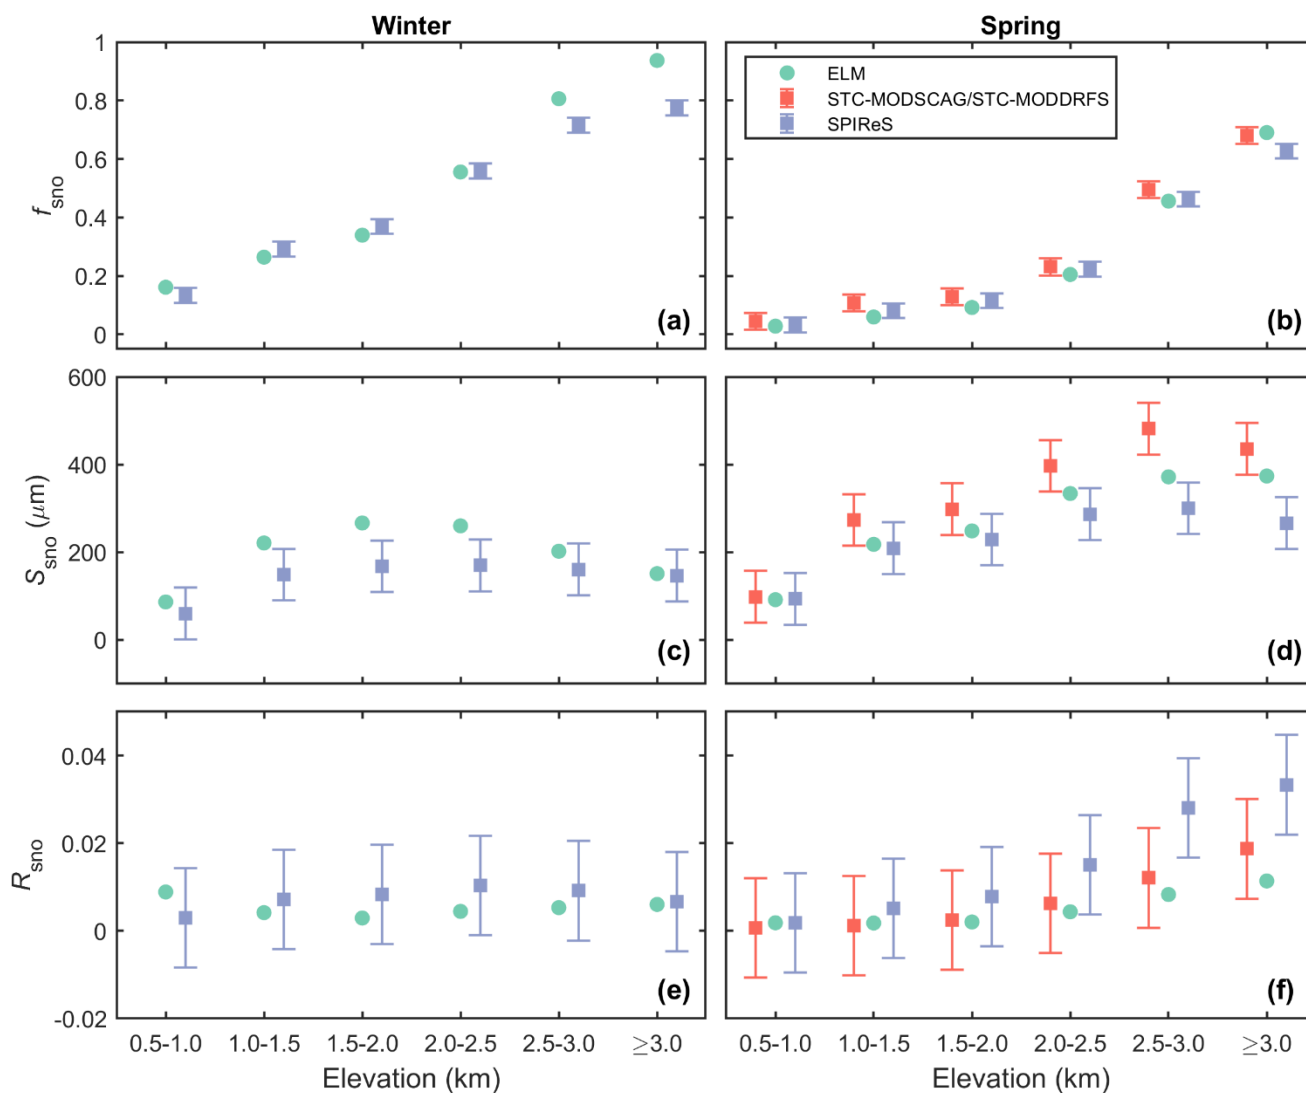 Winter
Spring
1
0.8
0.6
0.4
0.2
0
f sno
(a)
ELM
STC-MODSCAG/STC-MODDRFS
SPIReS
(b)
600
400
200
0
S sno (μm)
(c)
(d)
0.04
0.02
0
-0.02
R sno
(e)
(f)
0.5-1.0 1.0-1.5 1.5-2.0 2.0-2.5 2.5-3.0 ≥3.0
0.5-1.0 1.0-1.5 1.5-2.0 2.0-2.5 2.5-3.0 ≥3.0
Elevation (km)
Elevation (km)